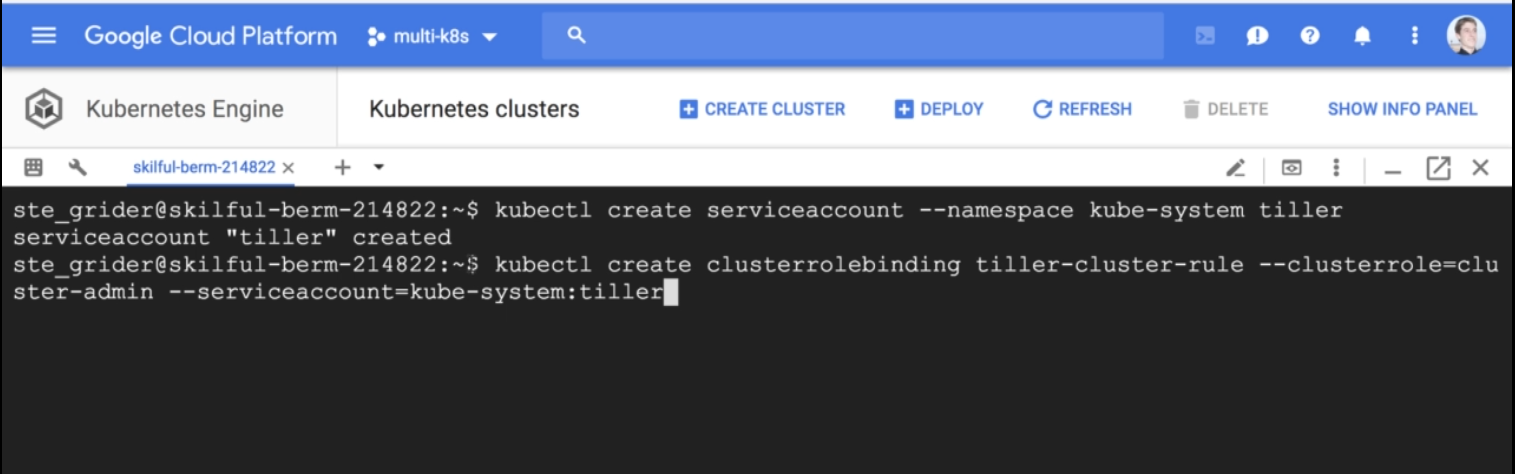 Google Cloud Platform multi-k8s
Kubernetes Engine Kubernetes clusters CREATE CLUSTER DEPLOY REFRESH DELETE SHOW INFO PANEL
skilful-berm-214822
ste_grider@skilful-berm-214822:~$ kubectl create serviceaccount --namespace kube-system tiller
serviceaccount "tiller" created
ste_grider@skilful-berm-214822:~$ kubectl create clusterrolebinding tiller-cluster-rule --clusterrole=clu
ster-admin --serviceaccount=kube-system:tiller